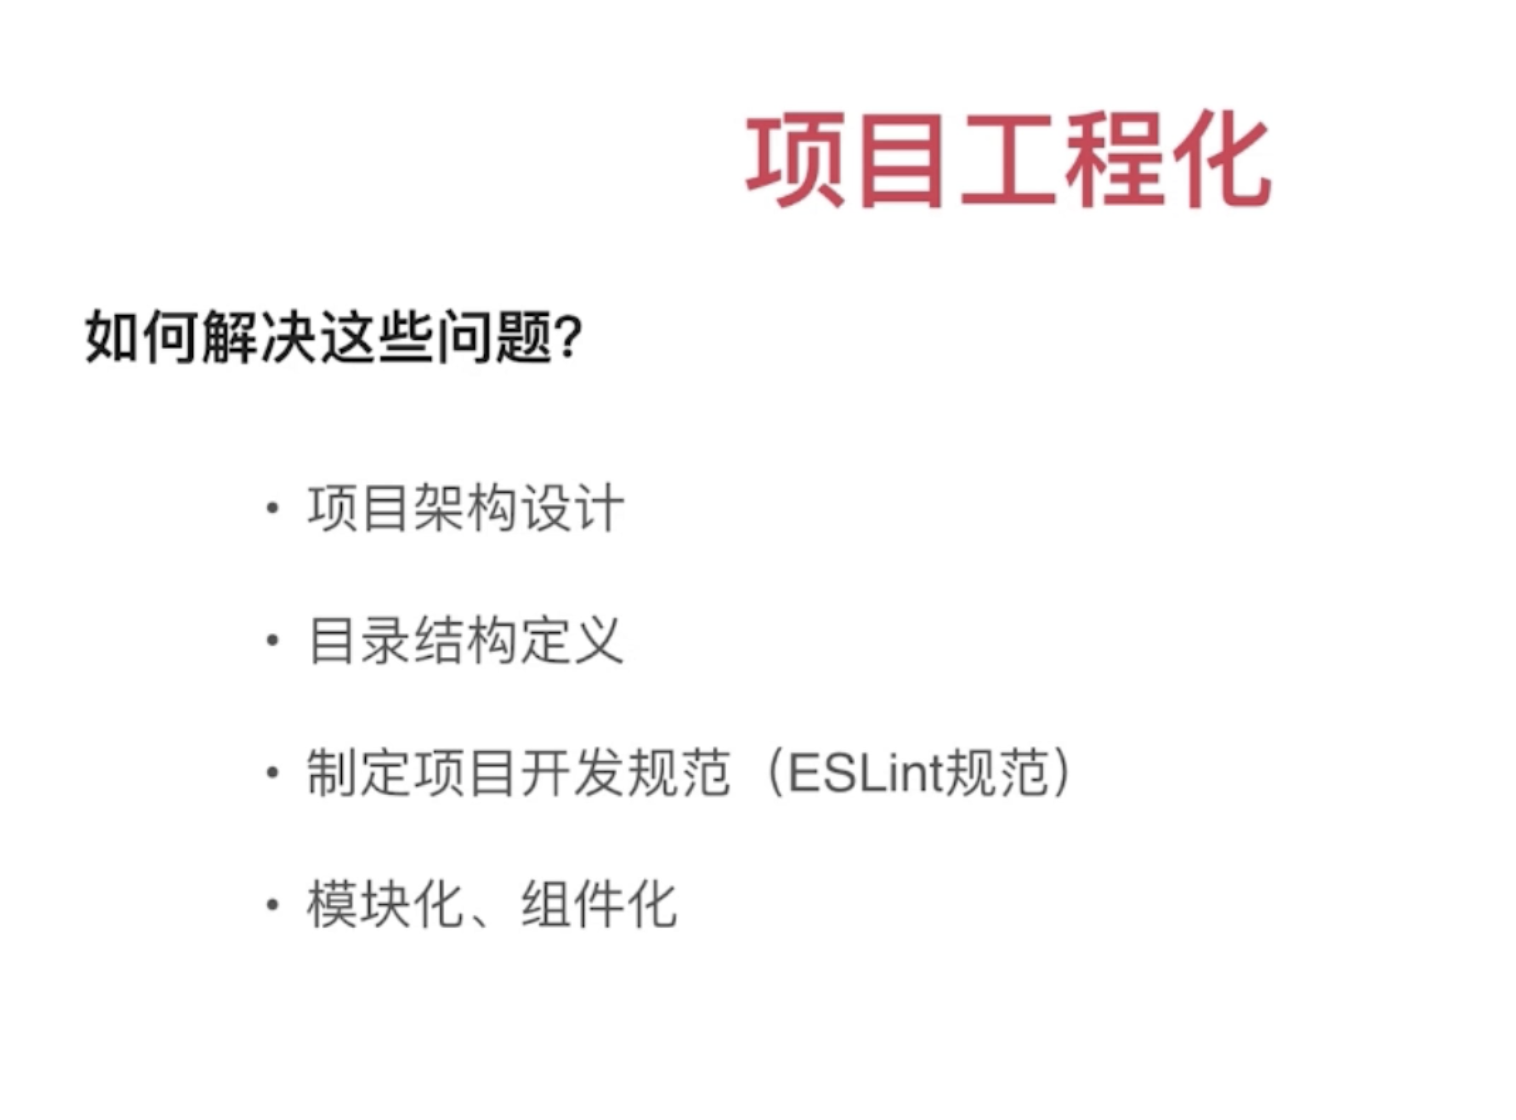 项目工程化
如何解决这些问题?
• 项目架构设计
• 目录结构定义
• 制定项目开发规范（ESLint规范）
• 模块化、组件化